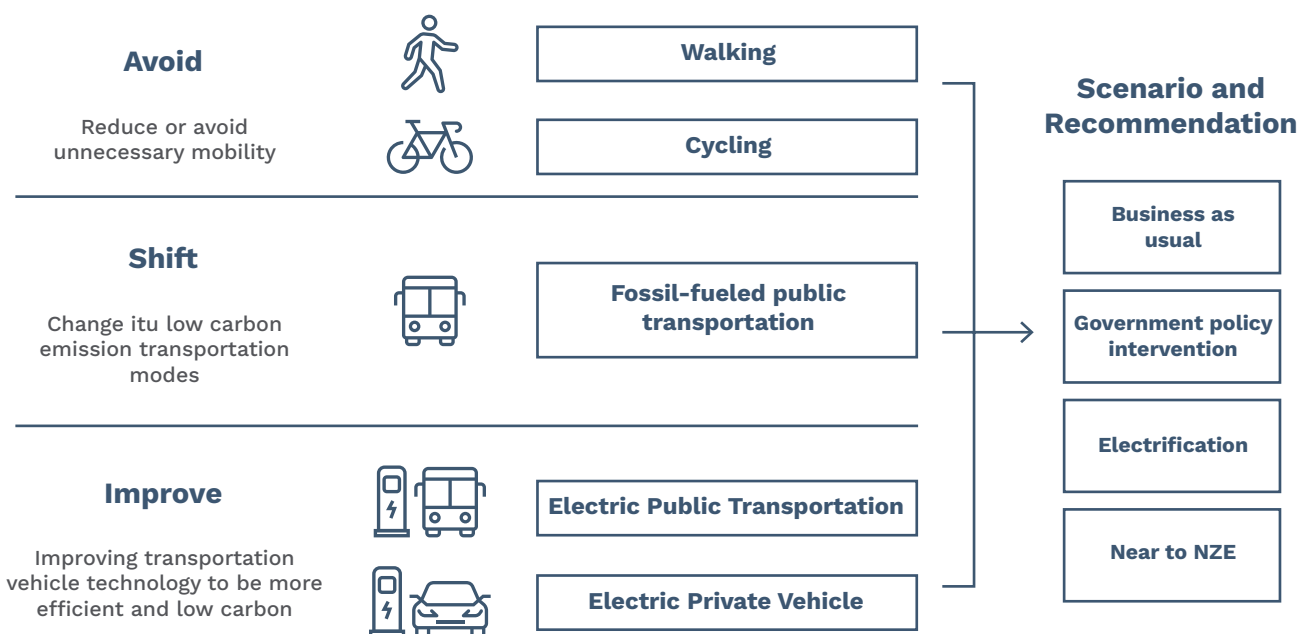 Avoid
Reduce or avoid
unnecessary mobility
Walking
Cycling
Shift
Change itu low carbon
emission transportation
modes
Fossil-fueled public
transportation
Improve
Improving transportation
vehicle technology to be more
efficient and low carbon
Electric Public Transportation
Electric Private Vehicle
Scenario and
Recommendation
Business as
usual
Government policy
intervention
Electrification
Near to NZE